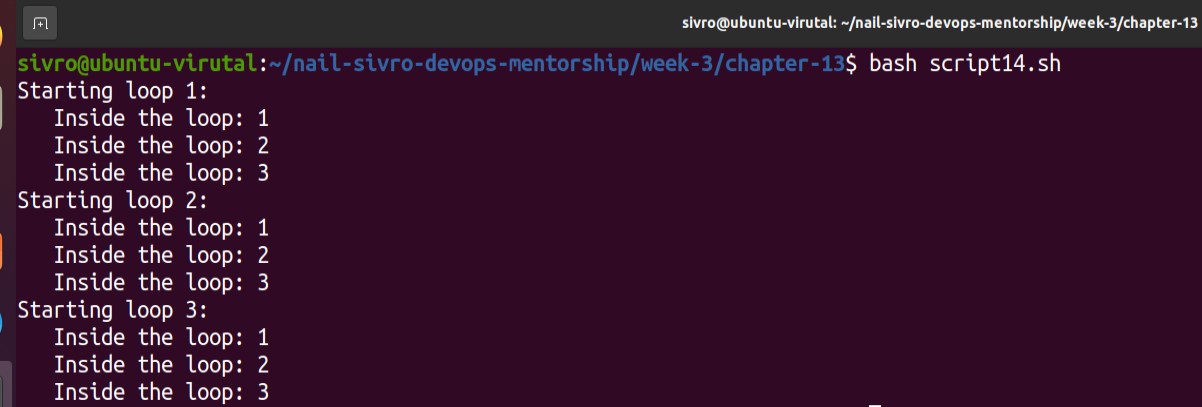 sivro@ubuntu-virutal: ~/nail-sivro-devops-mentorship/week-3/chapter-13
sivro@ubuntu-virutal:~/nail-sivro-devops-mentorship/week-3/chapter-13$ bash script14.sh
Starting loop 1:
   Inside the loop: 1
   Inside the loop: 2
   Inside the loop: 3
Starting loop 2:
   Inside the loop: 1
   Inside the loop: 2
   Inside the loop: 3
Starting loop 3:
   Inside the loop: 1
   Inside the loop: 2
   Inside the loop: 3